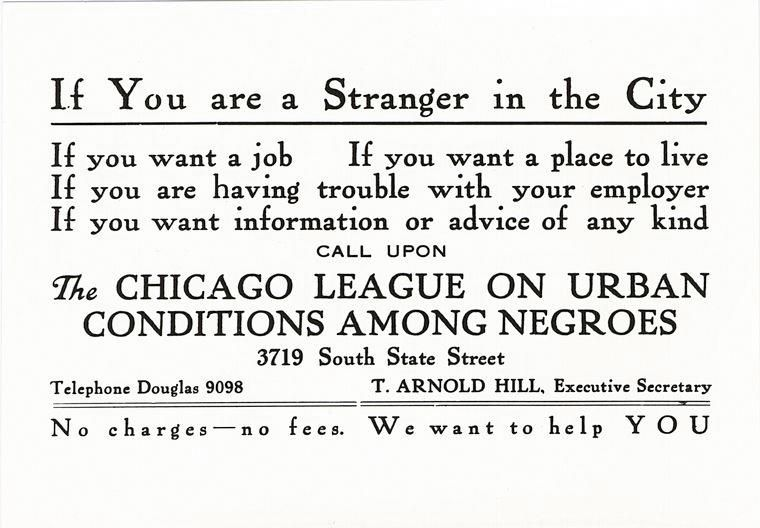 If You are a Stranger in the City
If you want a job If you want a place to live
If you are having trouble with your employer
If you want information or advice of any kind
CALL UPON
The CHICAGO LEAGUE ON URBAN
CONDITIONS AMONG NEGROES
3719 South State Street
Telephone Douglas 9098 T. ARNOLD HILL, Executive Secretary
No charges—no fees. We want to help YOU